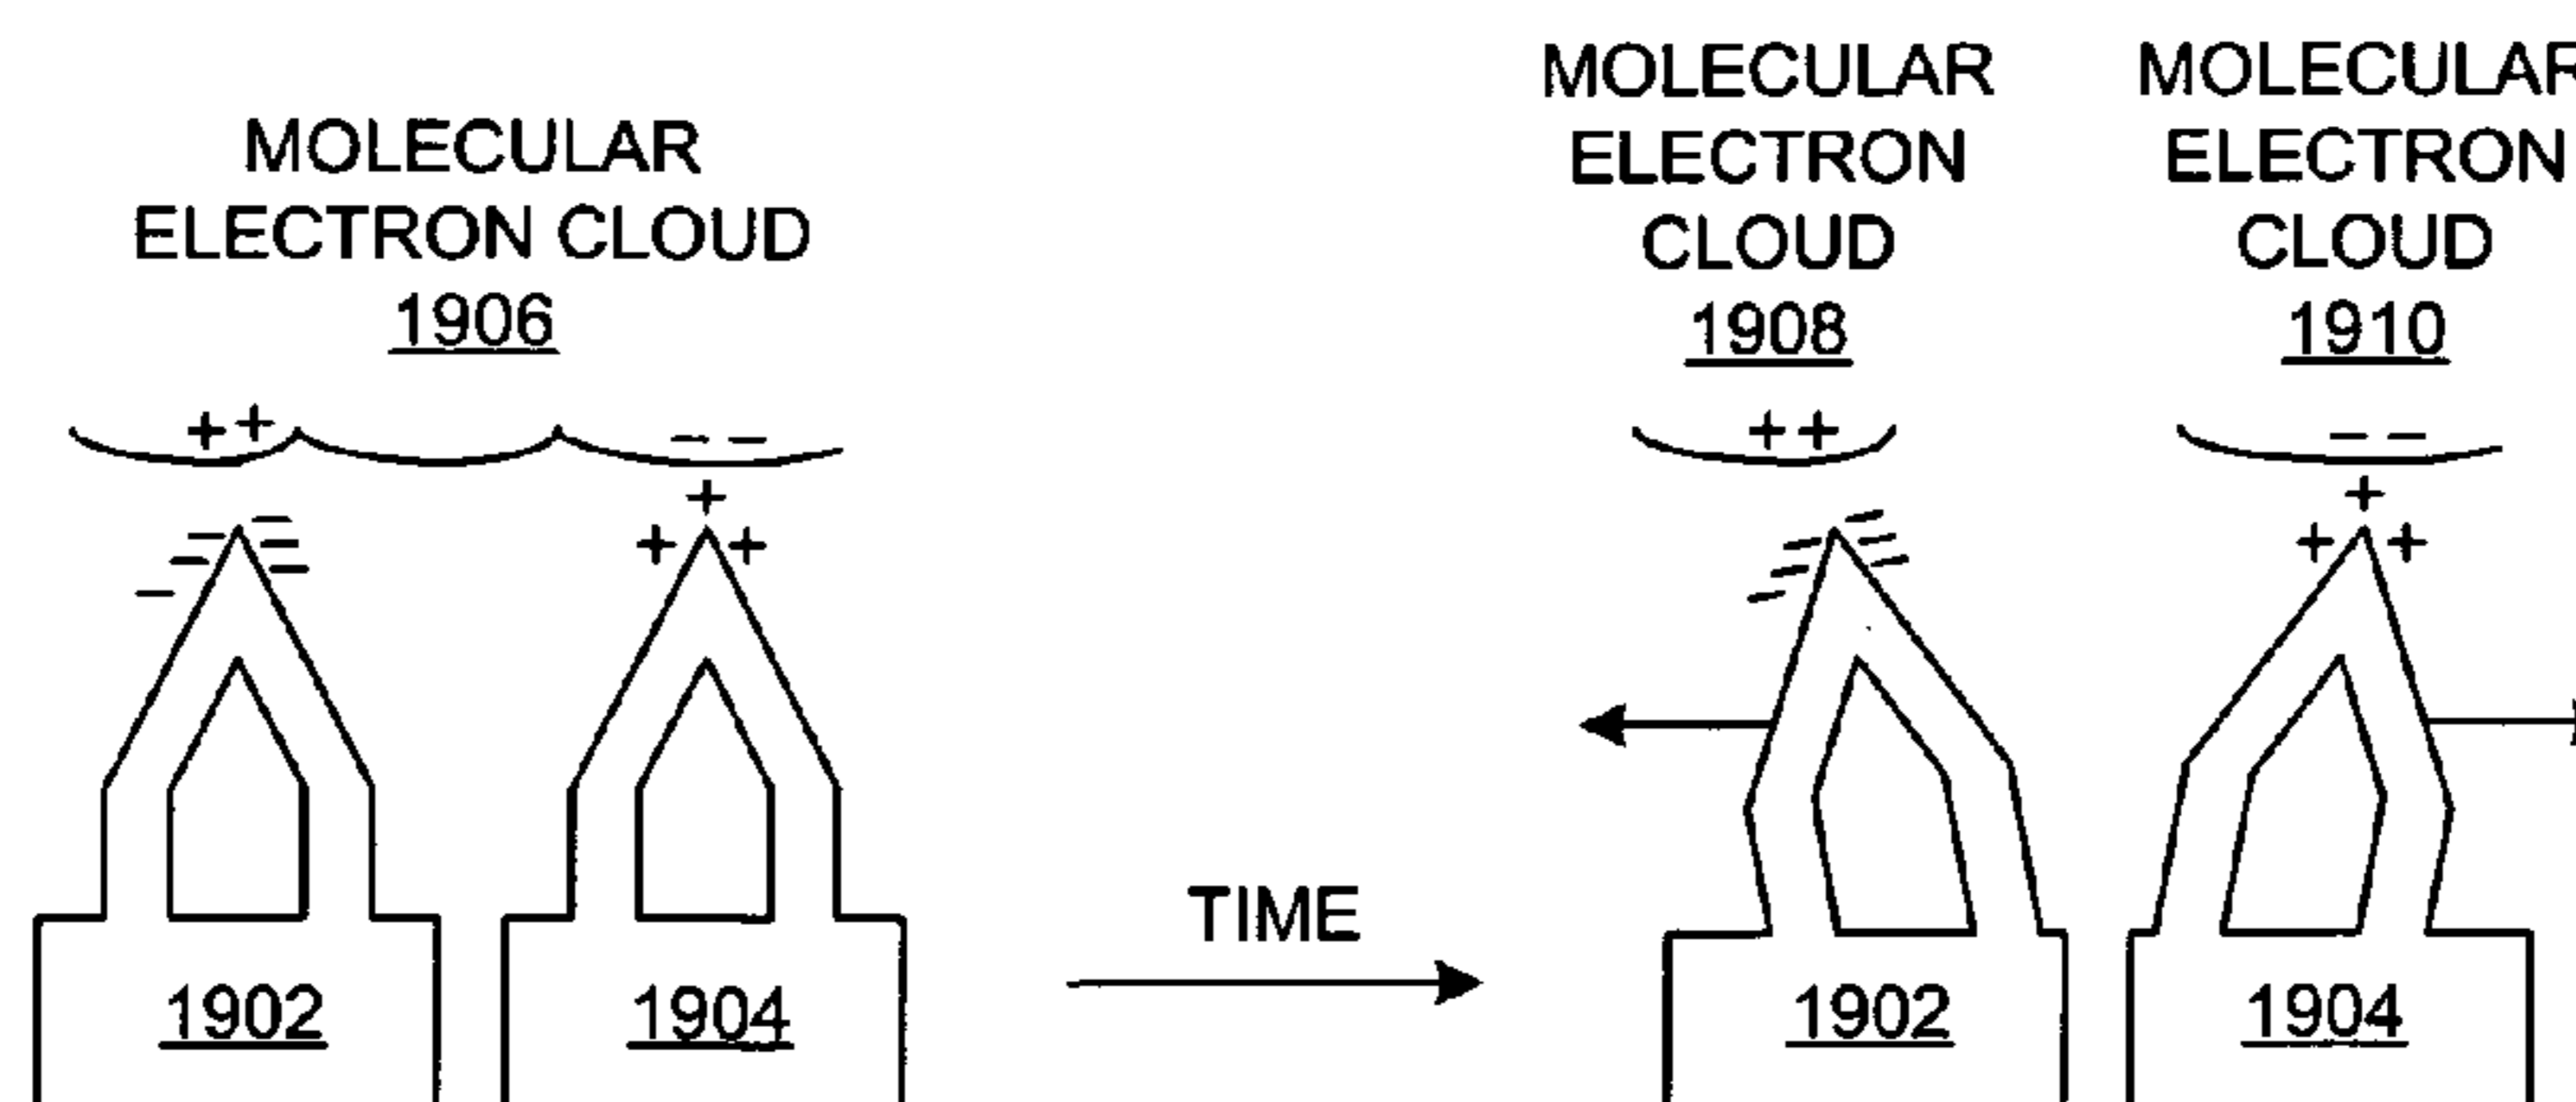 MOLECULAR
ELECTRON CLOUD
1906
++
--
MOLECULAR
ELECTRON
CLOUD
1908
++
MOLECULAR
ELECTRON
CLOUD
1910
--
+
+ +
+
+ +
TIME
1902
1904
1902
1904